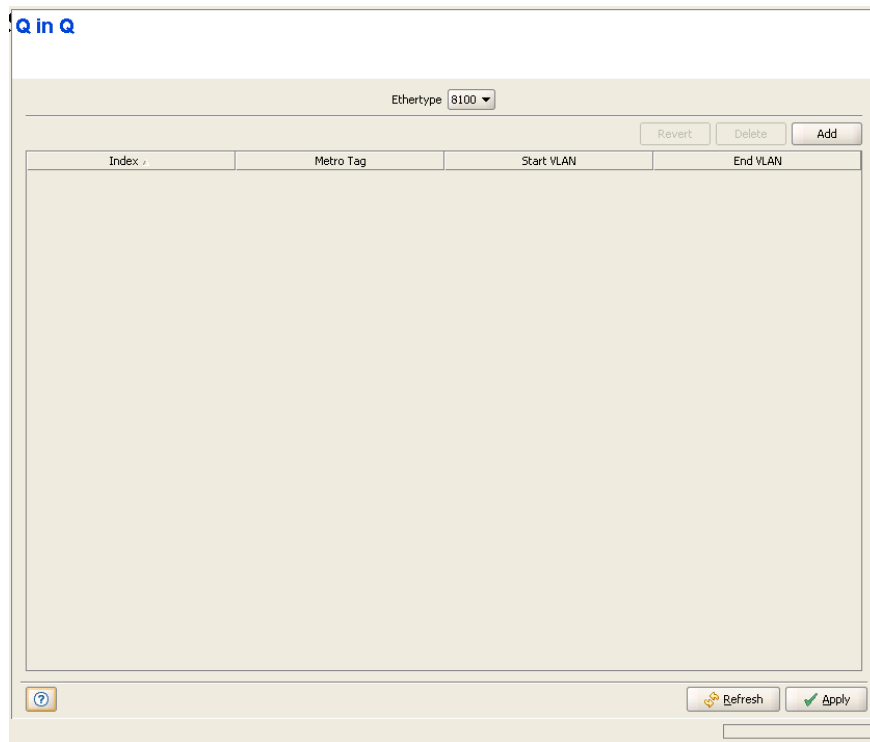 Q in Q
Ethertype 8100
Revert Delete Add
Index Metro Tag Start VLAN End VLAN
? Refresh Apply